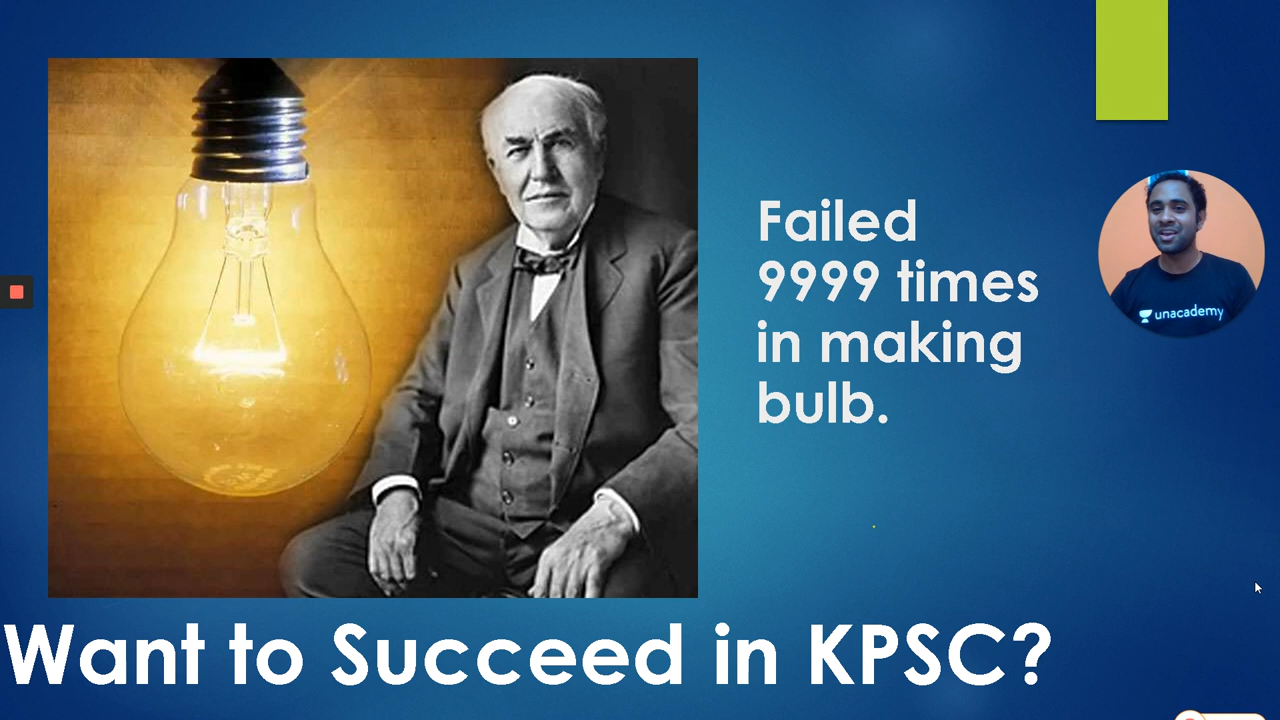 Failed
9999 times
in making
bulb.
unacademy
Want to Succeed in KPSC?